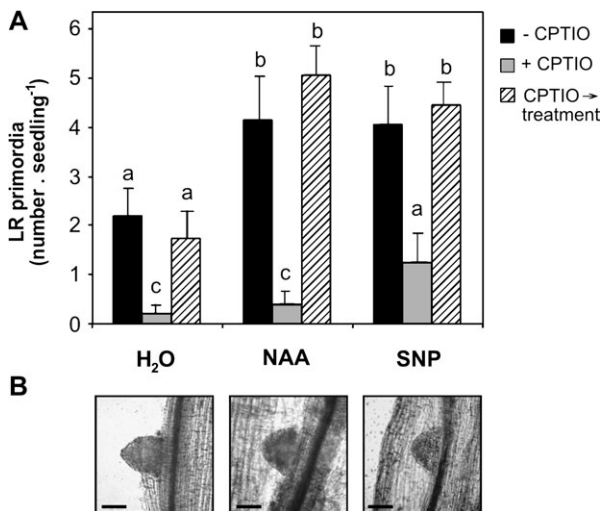 A
LR primordia
(number . seedling⁻¹)
6
5
4
3
2
1
0
a
c
a
b
c
b
b
a
b
H₂O
NAA
SNP
- CPTIO
+ CPTIO
CPTIO→
treatment
B